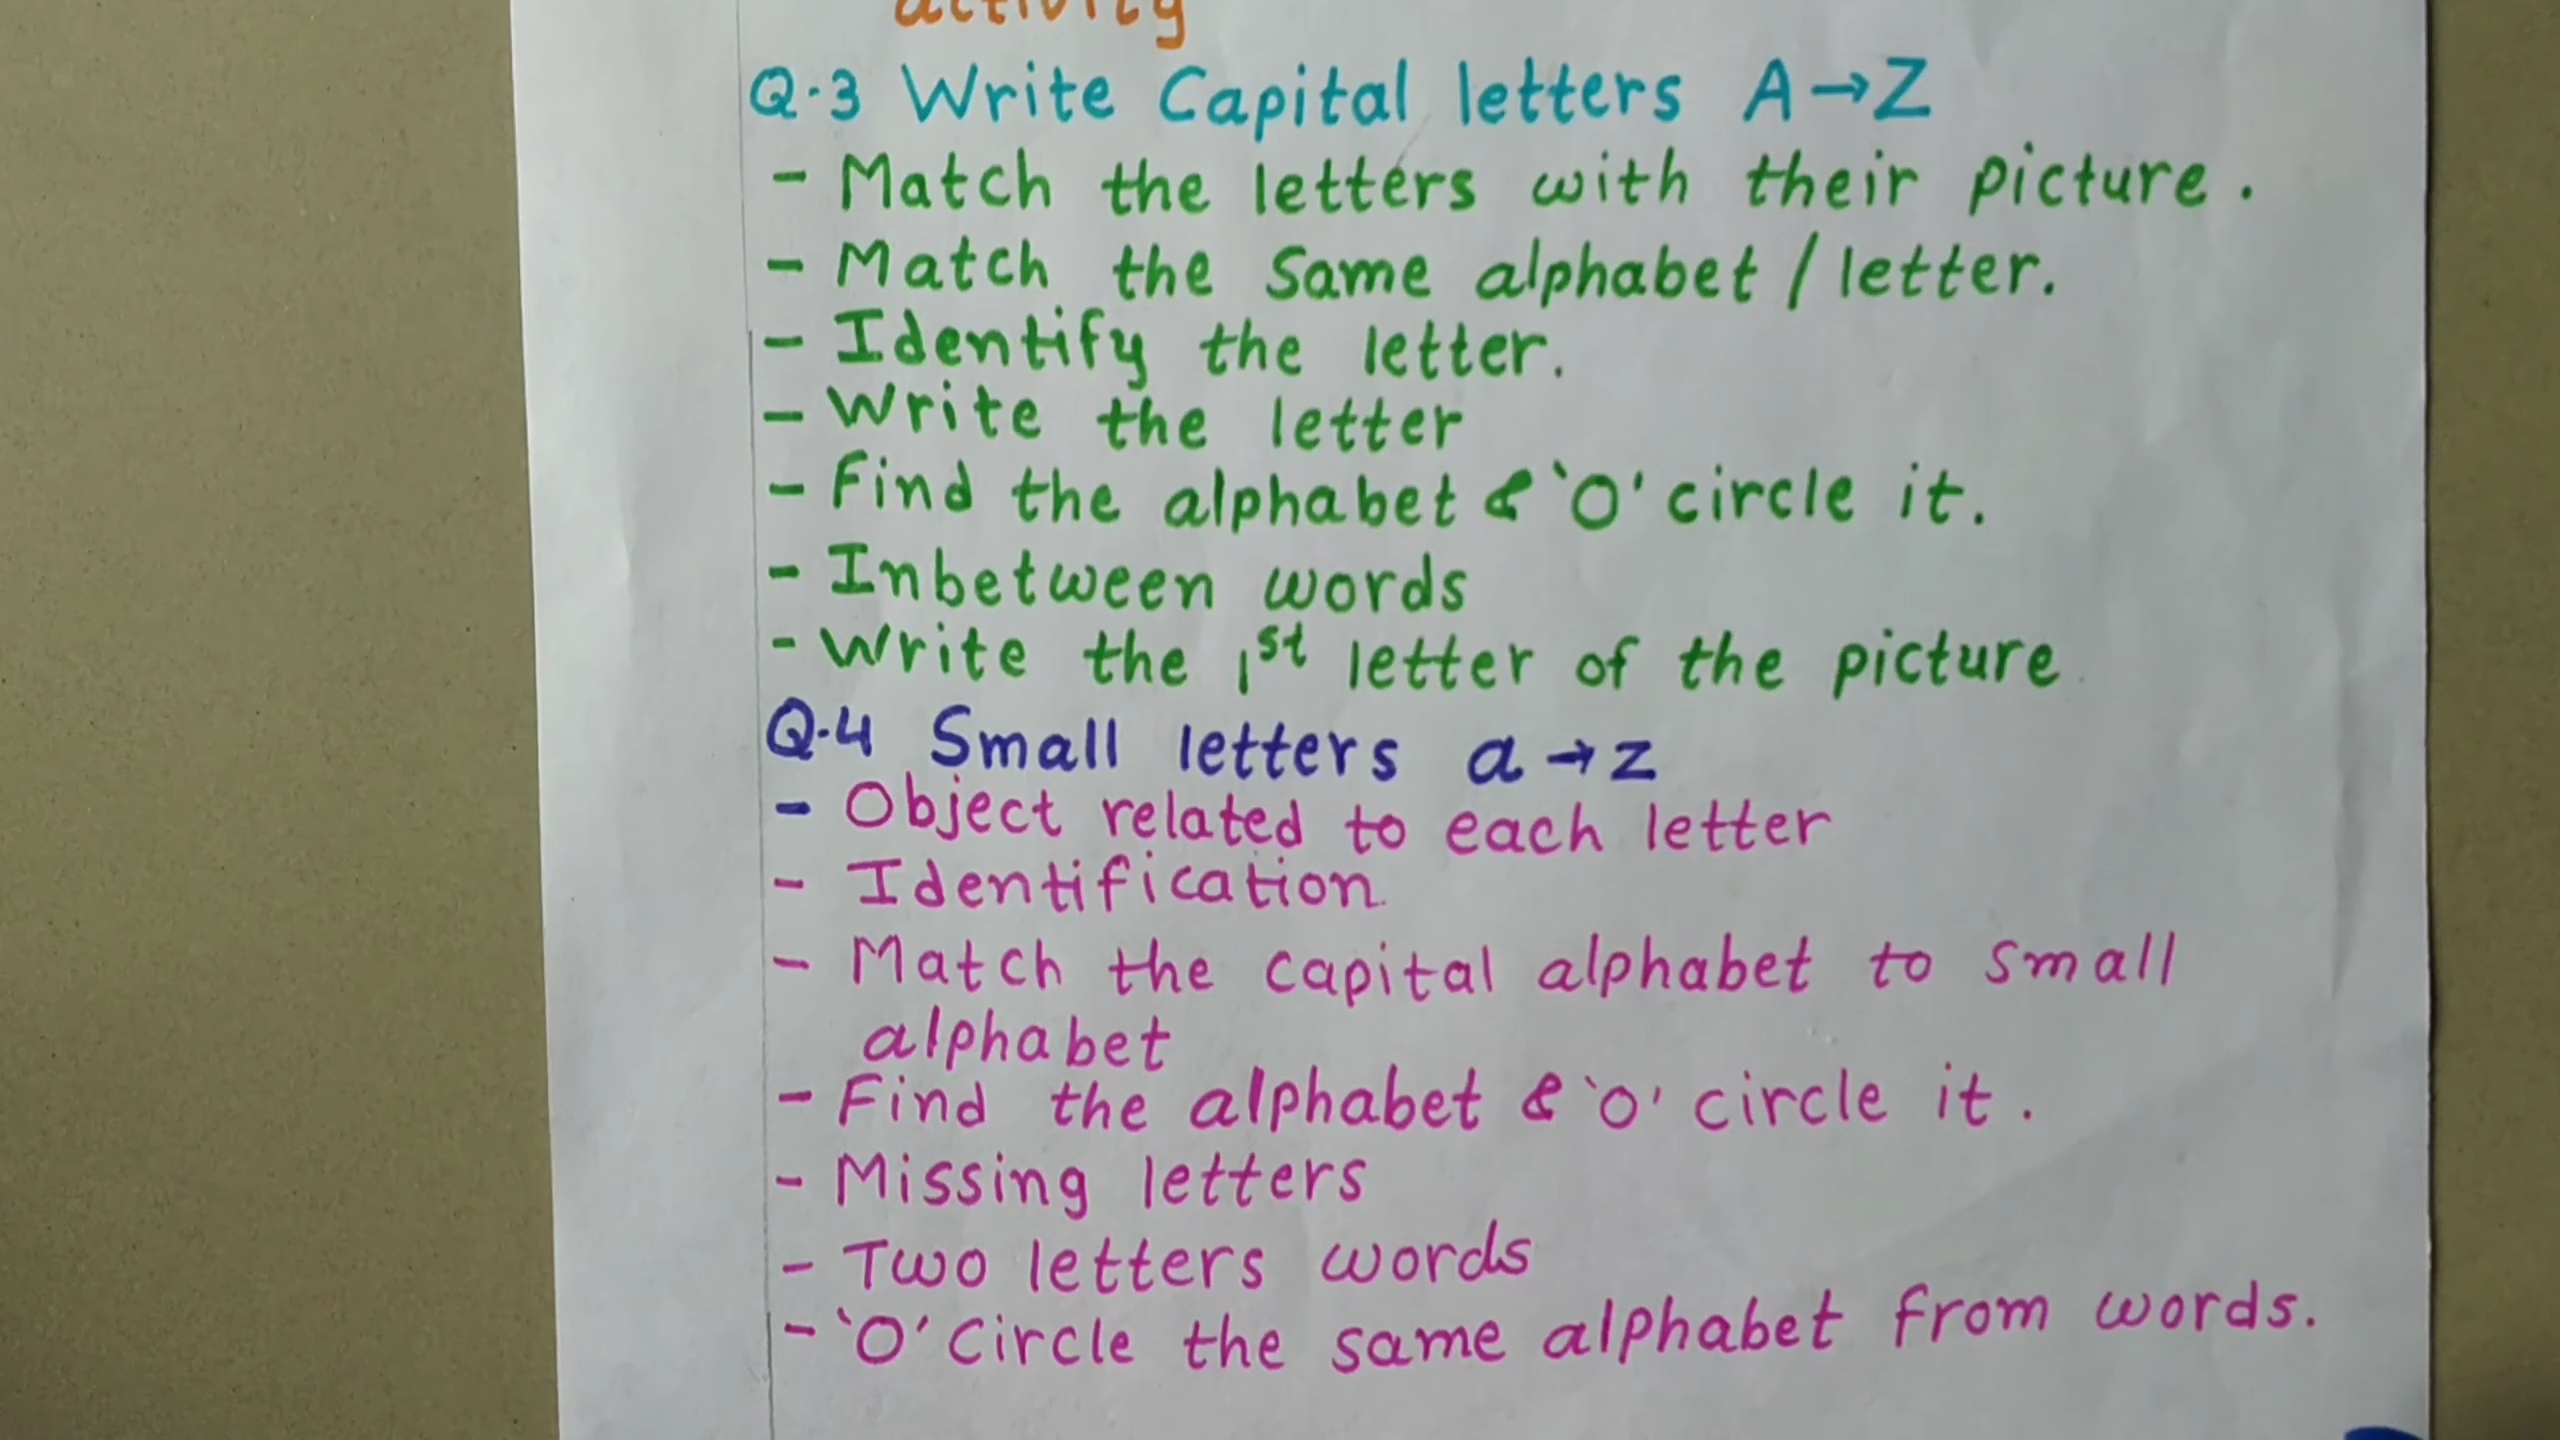 activity
Q.3 Write Capital letters A→Z
- Match the letters with their picture.
- Match the Same alphabet / letter.
- Identify the letter.
- Write the letter
- Find the alphabet & 'O' circle it.
- Inbetween words
- Write the 1st letter of the picture
Q.4 Small letters a→z
- Object related to each letter
- Identification
- Match the capital alphabet to small
alphabet
- Find the alphabet & 'O' circle it.
- Missing letters
- Two letters words
- 'O' Circle the same alphabet from words.